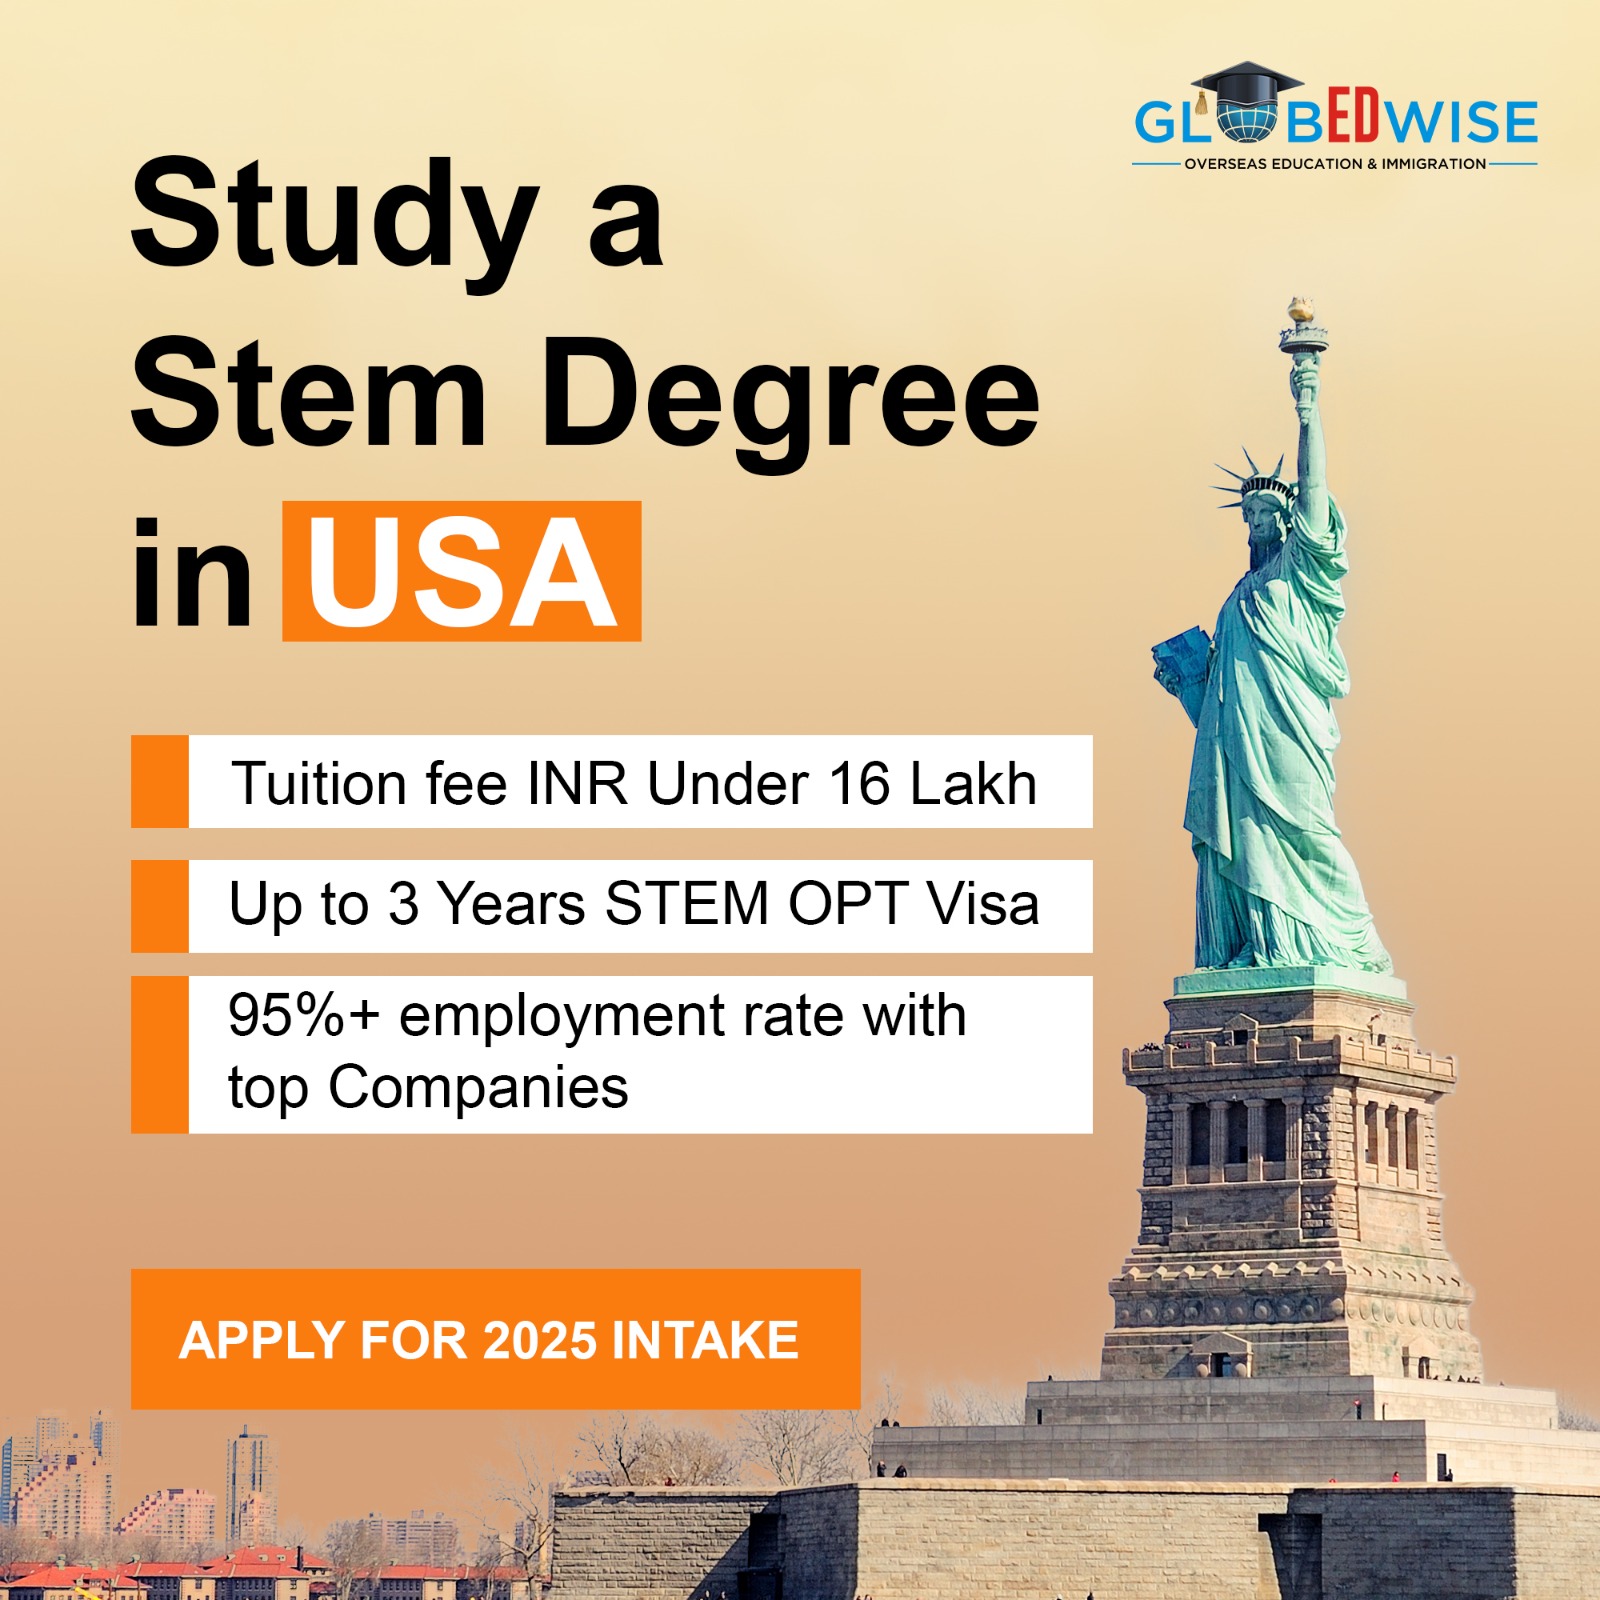 GLOBEDWISE
OVERSEAS EDUCATION & IMMIGRATION
Study a
Stem Degree
in USA
Tuition fee INR Under 16 Lakh
Up to 3 Years STEM OPT Visa
95%+ employment rate with
top Companies
APPLY FOR 2025 INTAKE